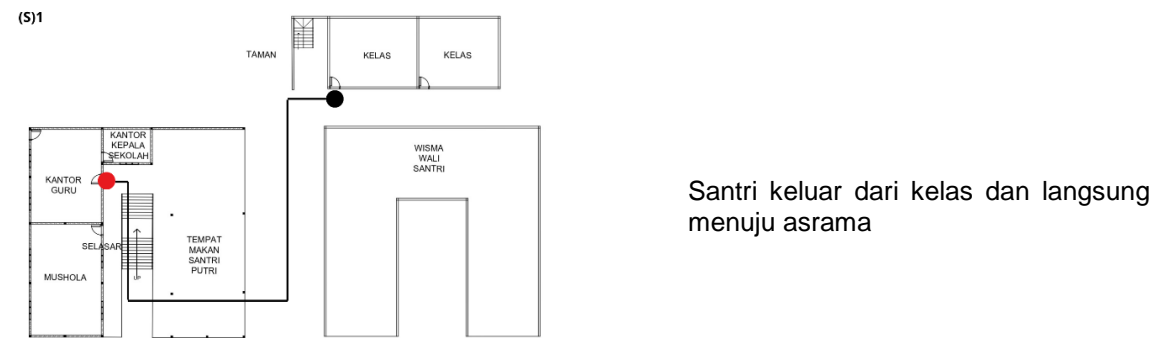 (S)1
TAMAN
KELAS
KELAS
KANTOR
KEPALA
SEKOLAH
KANTOR
GURU
SELASAR
MUSHOLA
UP
TEMPAT
MAKAN
SANTRI
PUTRI
WISMA
WALI
SANTRI
Santri keluar dari kelas dan langsung
menuju asrama